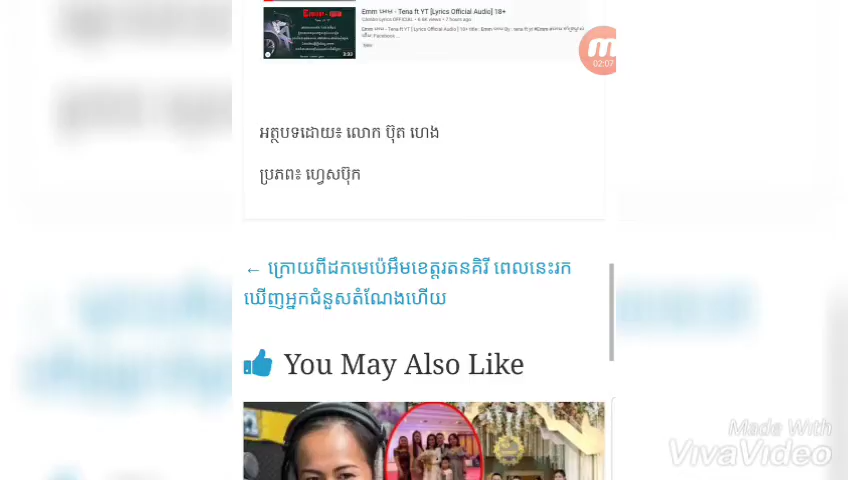 Emm អេម - Tena ft YT [Lyrics Official Audio] 18+
02:07
អត្ថបទដោយ៖ លោក ប៊ុត ហេង
ប្រភព៖ ហ្វេសប៊ុក
← ក្រោយពីដកមេប៉េអឹមខេត្តរតនគិរី ពេលនេះរក
ឃើញអ្នកជំនួសតំណែងហើយ
You May Also Like
Made With
VivaVideo